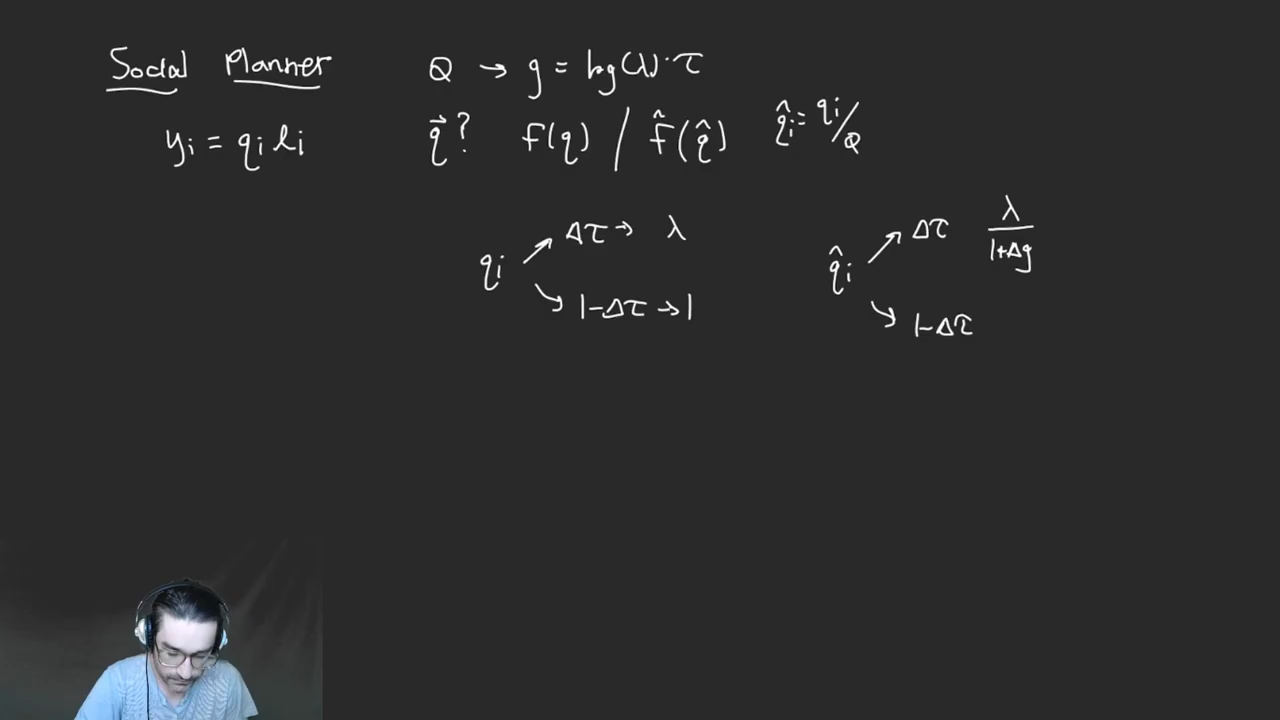 Social Planner
Q → g = log(λ)·τ
y_i = q_i l_i
q⃗? F(q) / F̂(q̂) q̂_i = q_i/Q
q_i
Δτ → λ
1-Δτ → 1
q̂_i
Δτ λ/(1+Δg)
1-Δτ